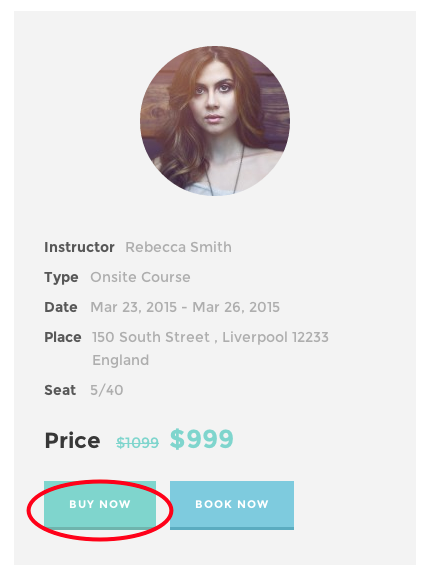 Instructor Rebecca Smith
Type Onsite Course
Date Mar 23, 2015 - Mar 26, 2015
Place 150 South Street , Liverpool 12233
England
Seat 5/40
Price $1099 $999
BUY NOW BOOK NOW